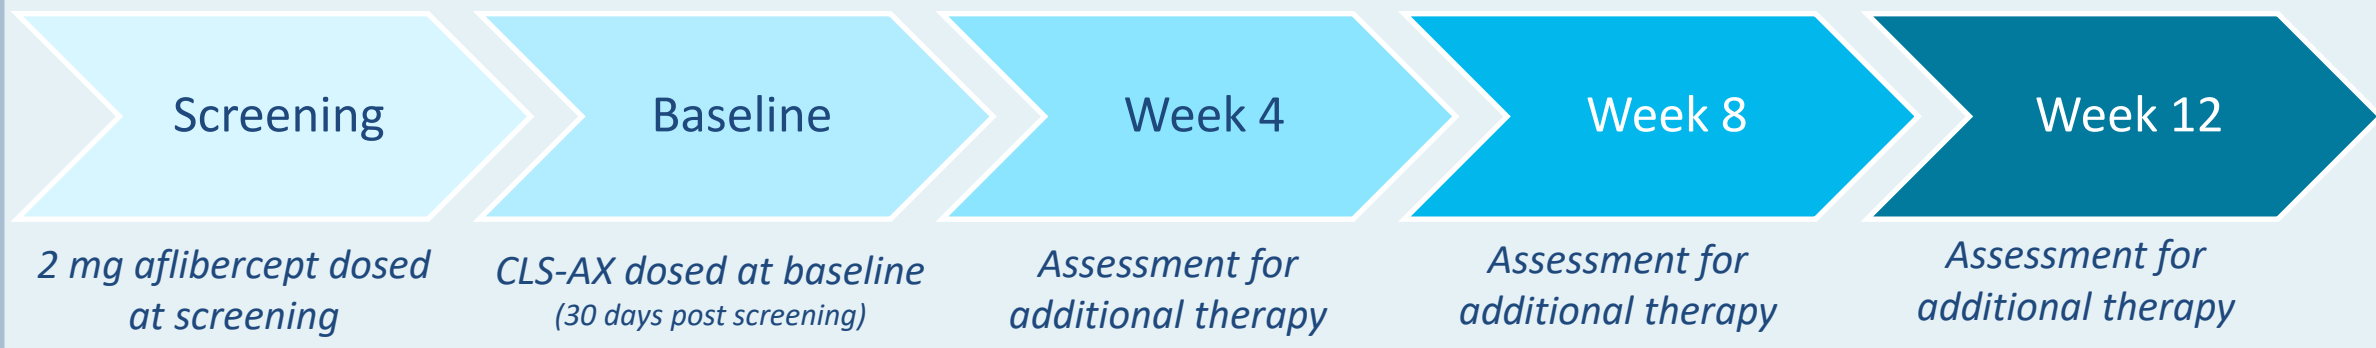 Screening
Baseline
Week 4
Week 8
Week 12
2 mg aflibercept dosed
at screening
CLS-AX dosed at baseline
(30 days post screening)
Assessment for
additional therapy
Assessment for
additional therapy
Assessment for
additional therapy